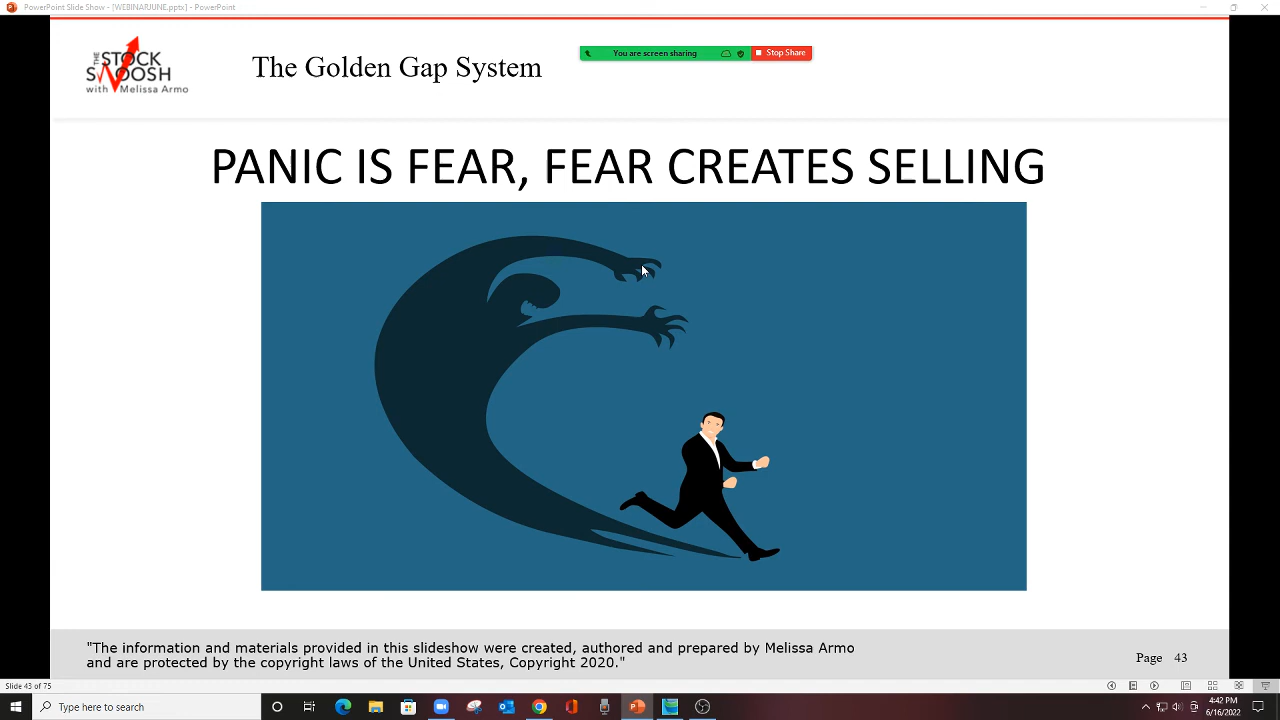 PowerPoint Slide Show - [WEBINARJUNE.pptx] - PowerPoint
You are screen sharing
Stop Share
THE STOCK
SWOOSH
with Melissa Armo
The Golden Gap System
PANIC IS FEAR, FEAR CREATES SELLING
"The information and materials provided in this slideshow were created, authored and prepared by Melissa Armo
and are protected by the copyright laws of the United States, Copyright 2020."
Page 43
Slide 43 of 75
Type here to search
4:42 PM
6/16/2022